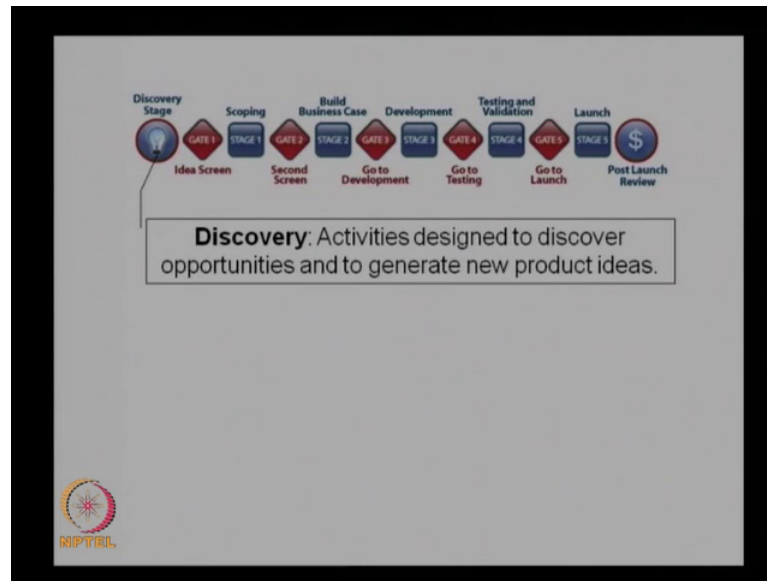 Discovery
Stage
Scoping
Build
Business Case
Development
Testing and
Validation
Launch
GATE 1
STAGE 1
GATE 2
STAGE 2
GATE 3
STAGE 3
GATE 4
STAGE 4
GATE 5
STAGE 5
$
Idea Screen
Second
Screen
Go to
Development
Go to
Testing
Go to
Launch
Post Launch
Review
Discovery: Activities designed to discover
opportunities and to generate new product ideas.
NPTEL